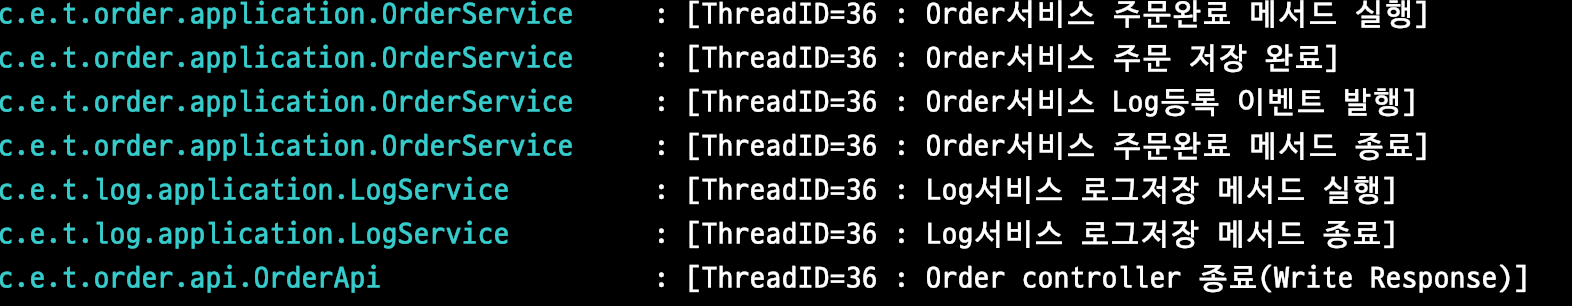 c.e.t.order.application.OrderService : [ThreadID=36 : Order서비스 주문완료 메서드 실행]
c.e.t.order.application.OrderService : [ThreadID=36 : Order서비스 주문 저장 완료]
c.e.t.order.application.OrderService : [ThreadID=36 : Order서비스 Log등록 이벤트 발행]
c.e.t.order.application.OrderService : [ThreadID=36 : Order서비스 주문완료 메서드 종료]
c.e.t.log.application.LogService : [ThreadID=36 : Log서비스 로그저장 메서드 실행]
c.e.t.log.application.LogService : [ThreadID=36 : Log서비스 로그저장 메서드 종료]
c.e.t.order.api.OrderApi : [ThreadID=36 : Order controller 종료(Write Response)]